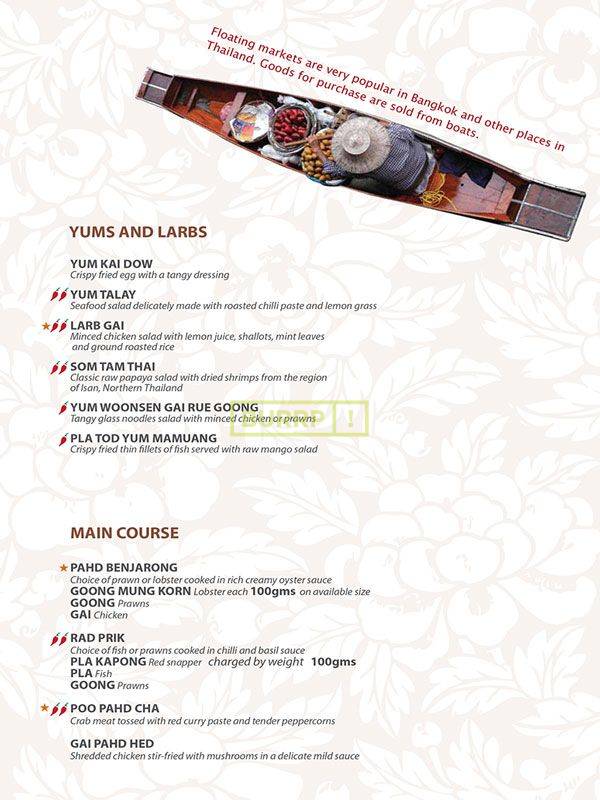 Floating markets are very popular in Bangkok and other places in
Thailand. Goods for purchase are sold from boats.
YUMS AND LARBS
YUM KAI DOW
Crispy fried egg with a tangy dressing
YUM TALAY
Seafood salad delicately made with roasted chilli paste and lemon grass
LARB GAI
Minced chicken salad with lemon juice, shallots, mint leaves
and ground roasted rice
SOM TAM THAI
Classic raw papaya salad with dried shrimps from the region
of Isan, Northern Thailand
YUM WOONSEN GAI RUE GOONG
Tangy glass noodles salad with minced chicken or prawns
BURRP!
PLA TOD YUM MAMUANG
Crispy fried thin fillets of fish served with raw mango salad
MAIN COURSE
PAHD BENJARONG
Choice of prawn or lobster cooked in rich creamy oyster sauce
GOONG MUNG KORN Lobster each 100gms on available size
GOONG Prawns
GAI Chicken
RAD PRIK
Choice of fish or prawns cooked in chilli and basil sauce
PLA KAPONG Red snapper charged by weight 100gms
PLA Fish
GOONG Prawns
POO PAHD CHA
Crab meat tossed with red curry paste and tender peppercorns
GAI PAHD HED
Shredded chicken stir-fried with mushrooms in a delicate mild sauce